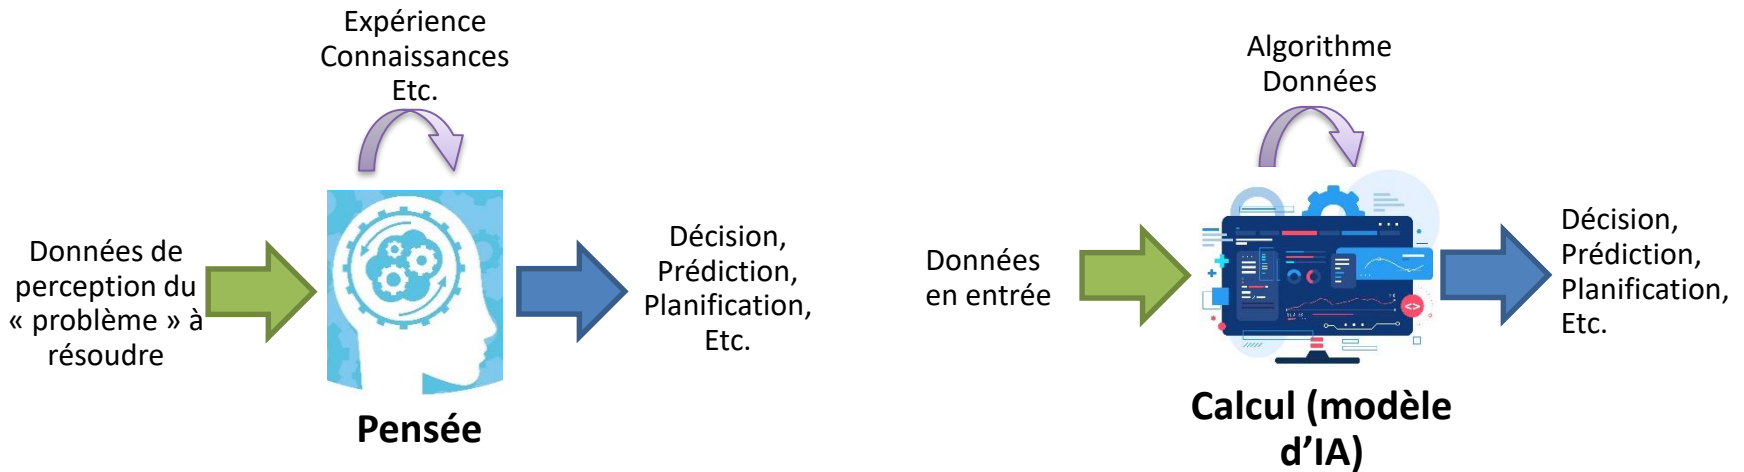 Expérience
Connaissances
Etc.
Données de
perception du
« problème » à
résoudre
Décision,
Prédiction,
Planification,
Etc.
Pensée
Algorithme
Données
Données
en entrée
Décision,
Prédiction,
Planification,
Etc.
Calcul (modèle
d’IA)